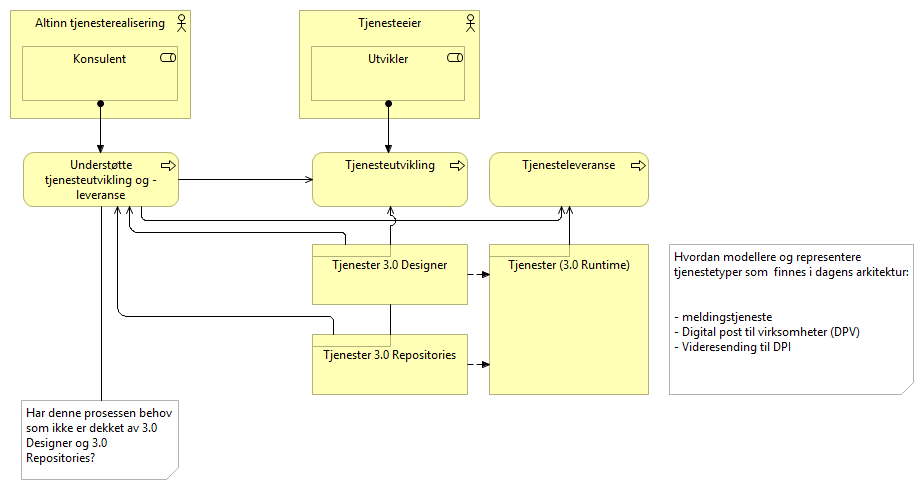 Altinn tjenesterealisering
Konsulent
Tjenesteeier
Utvikler
Understøtte
tjenesteutvikling og -
leveranse
Tjenesteutvikling
Tjenesteleveranse
Tjenester 3.0 Designer
Tjenester (3.0 Runtime)
Tjenester 3.0 Repositories
Hvordan modellere og representere
tjenestetyper som  finnes i dagens arkitektur:
- meldingstjeneste
- Digital post til virksomheter (DPV)
- Videresending til DPI
Har denne prosessen behov
som ikke er dekket av 3.0
Designer og 3.0
Repositories?